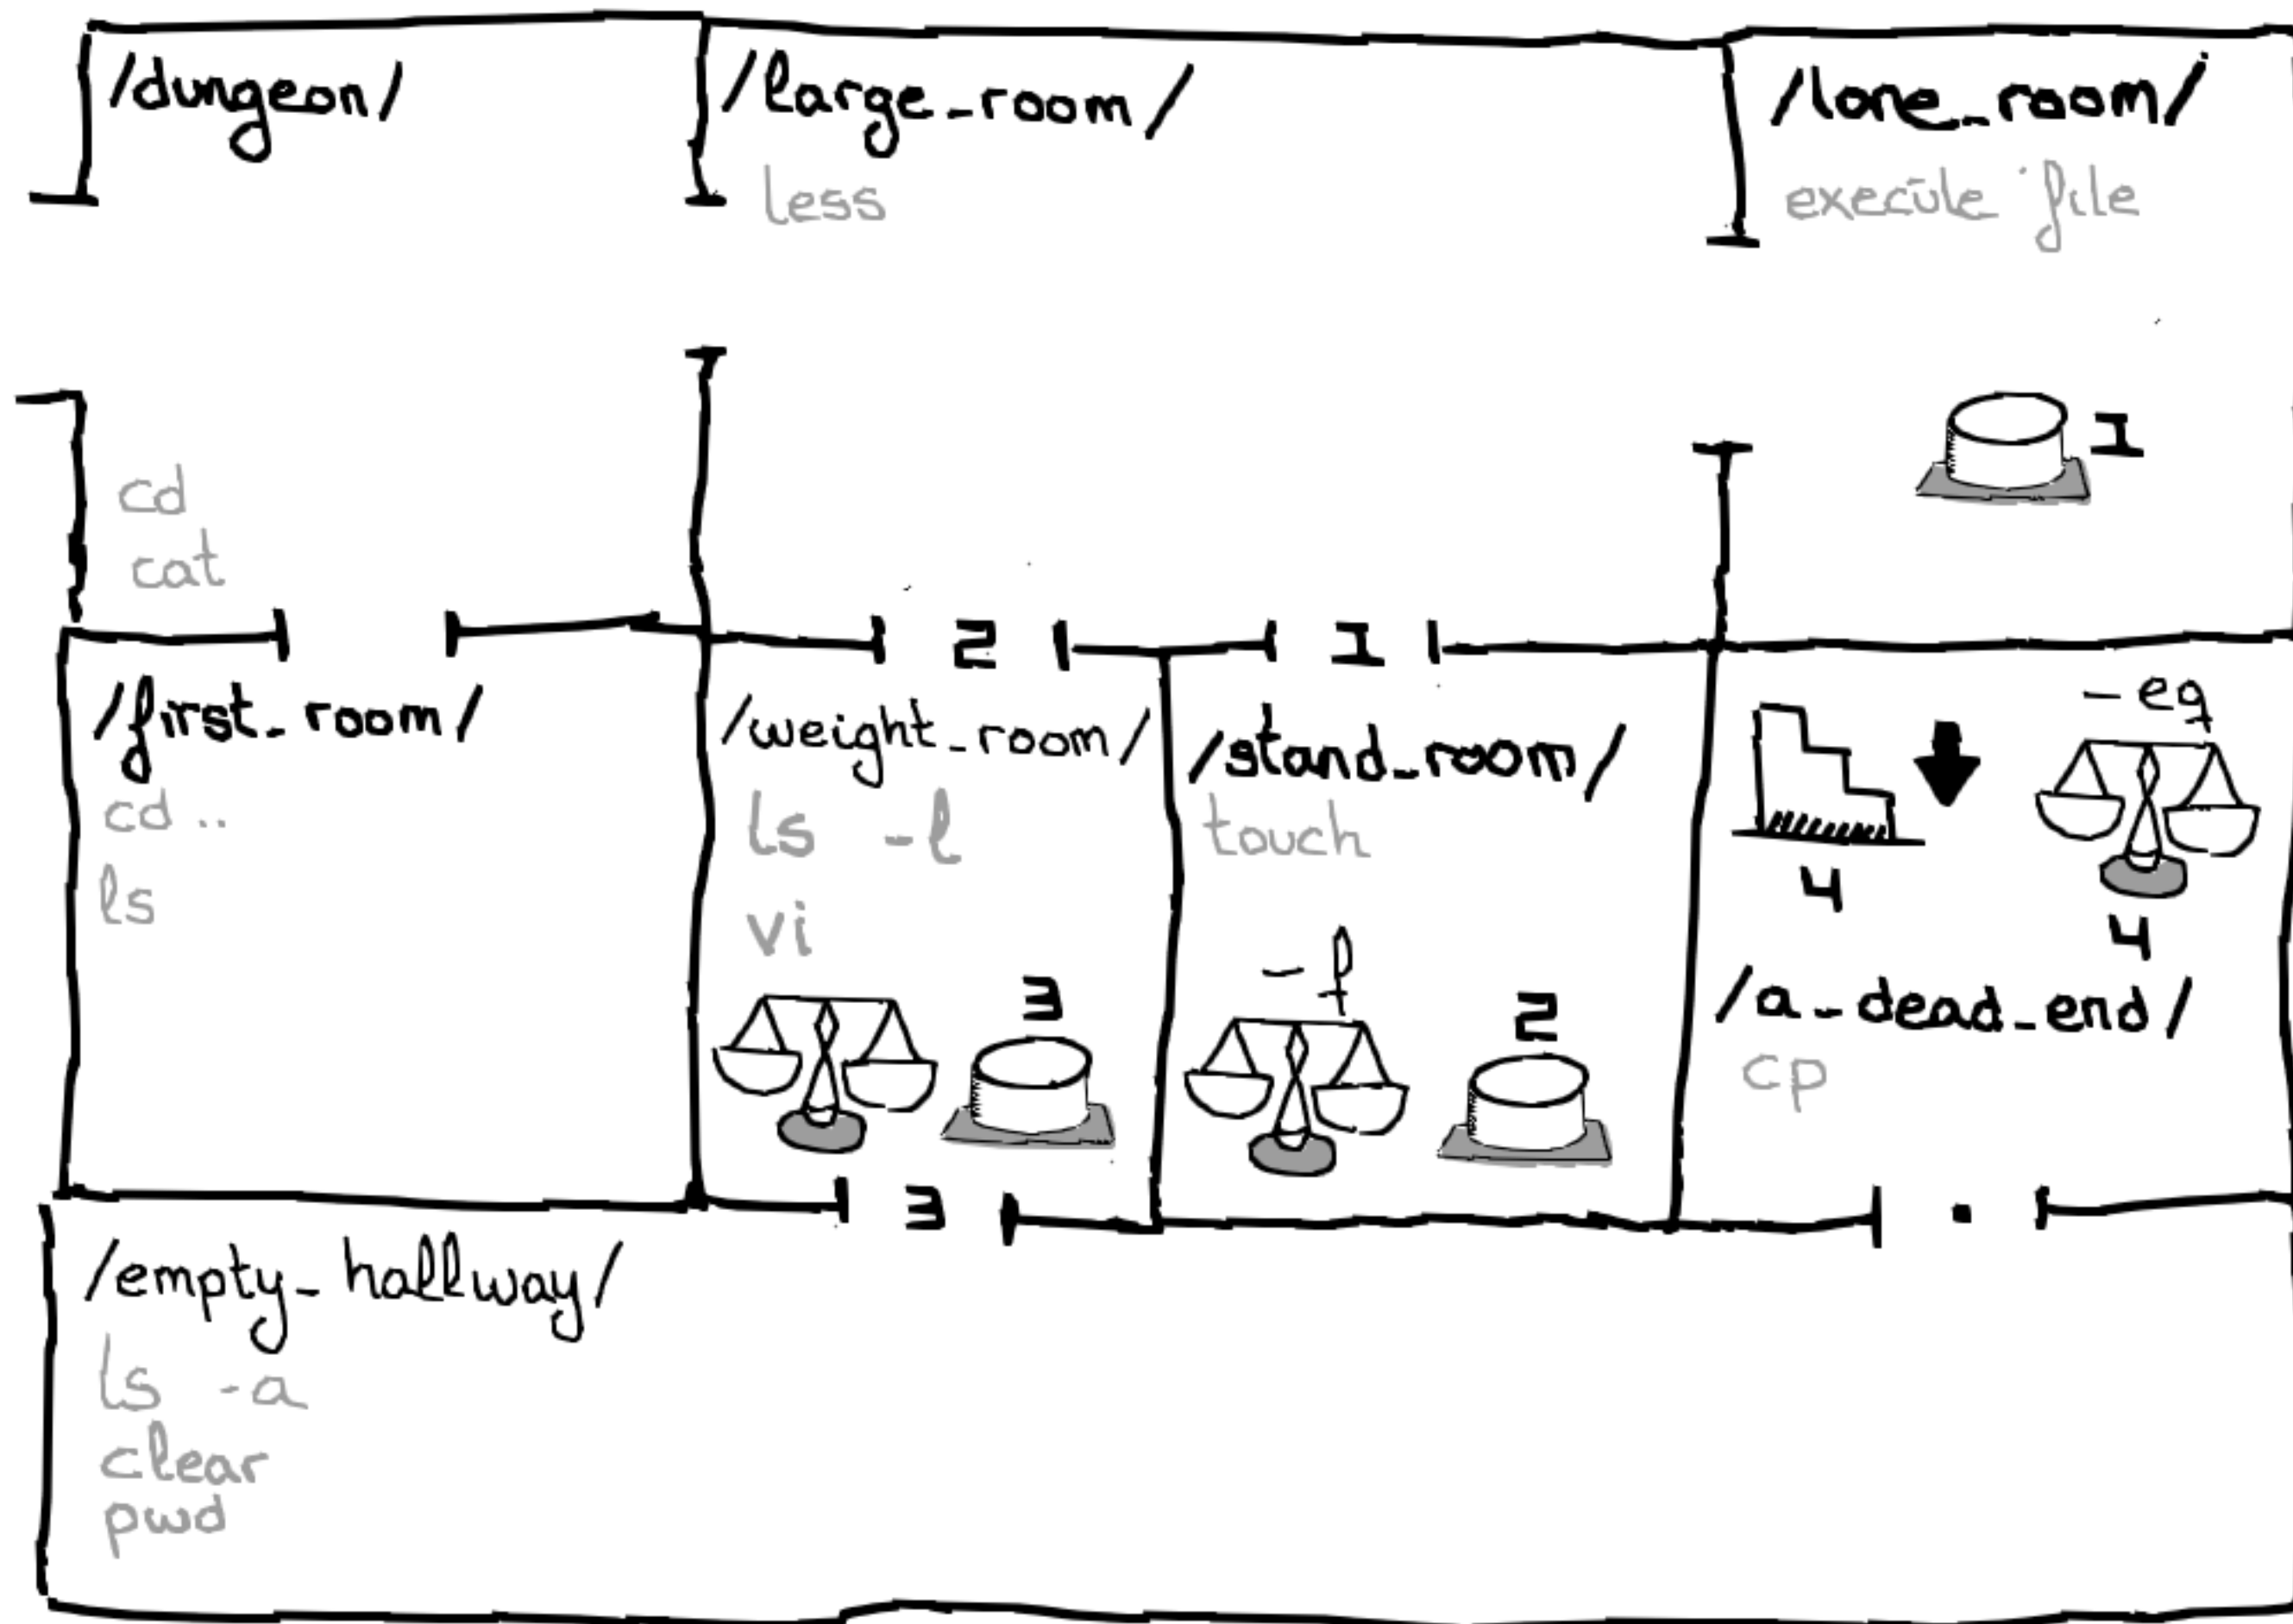 /dungeon/
cd
cat
/large_room/
less
/lone_room/
execute file
1
2
1
/first_room/
cd ..
ls
/weight_room/
ls -l
vi
3
3
/stand_room/
touch
-f
2
-eq
4
4
/a_dead_end/
cp
.
/empty_hallway/
ls -a
clear
pwd